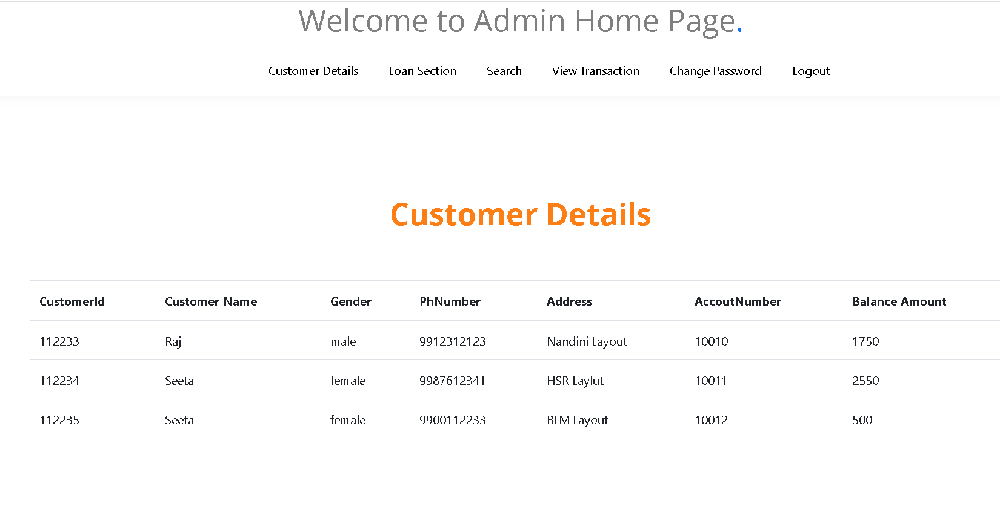 Welcome to Admin Home Page.
Customer Details Loan Section Search View Transaction Change Password Logout
Customer Details
CustomerId Customer Name Gender PhNumber Address AccoutNumber Balance Amount
112233 Raj male 9912312123 Nandini Layout 10010 1750
112234 Seeta female 9987612341 HSR Laylut 10011 2550
112235 Seeta female 9900112233 BTM Layout 10012 500